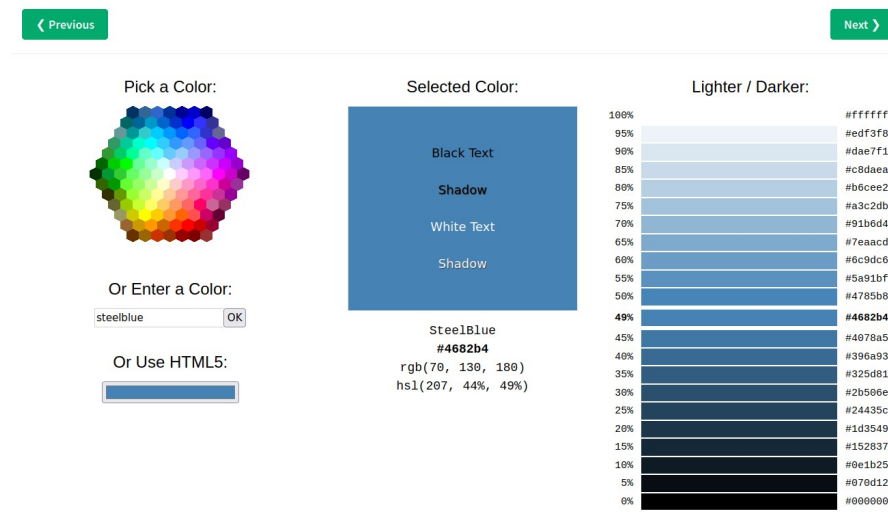 ❮ Previous
Next ❯
Pick a Color:
Or Enter a Color:
steelblue OK
Or Use HTML5:
Selected Color:
Black Text
Shadow
White Text
Shadow
SteelBlue
#4682b4
rgb(70, 130, 180)
hsl(207, 44%, 49%)
Lighter / Darker:
100% #ffffff
95% #edf3f8
90% #dae7f1
85% #c8daea
80% #b6cee2
75% #a3c2db
70% #91b6d4
65% #7eaacd
60% #6c9dc6
55% #5a91bf
50% #4785b8
49% #4682b4
45% #4078a5
40% #396a93
35% #325d81
30% #2b506e
25% #24435c
20% #1d3549
15% #152837
10% #0e1b25
5% #070d12
0% #000000